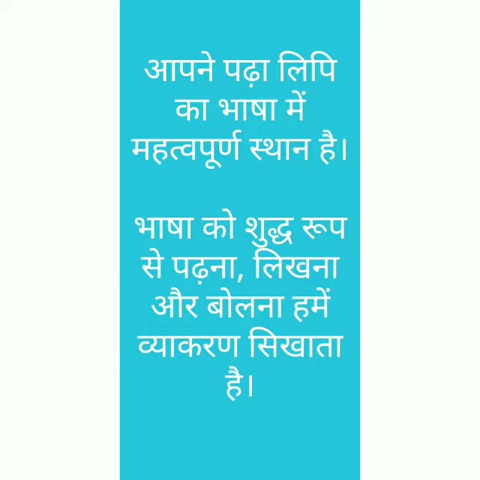 आपने पढ़ा लिपि
का भाषा में
महत्वपूर्ण स्थान है।
भाषा को शुद्ध रूप
से पढ़ना, लिखना
और बोलना हमें
व्याकरण सिखाता
है।